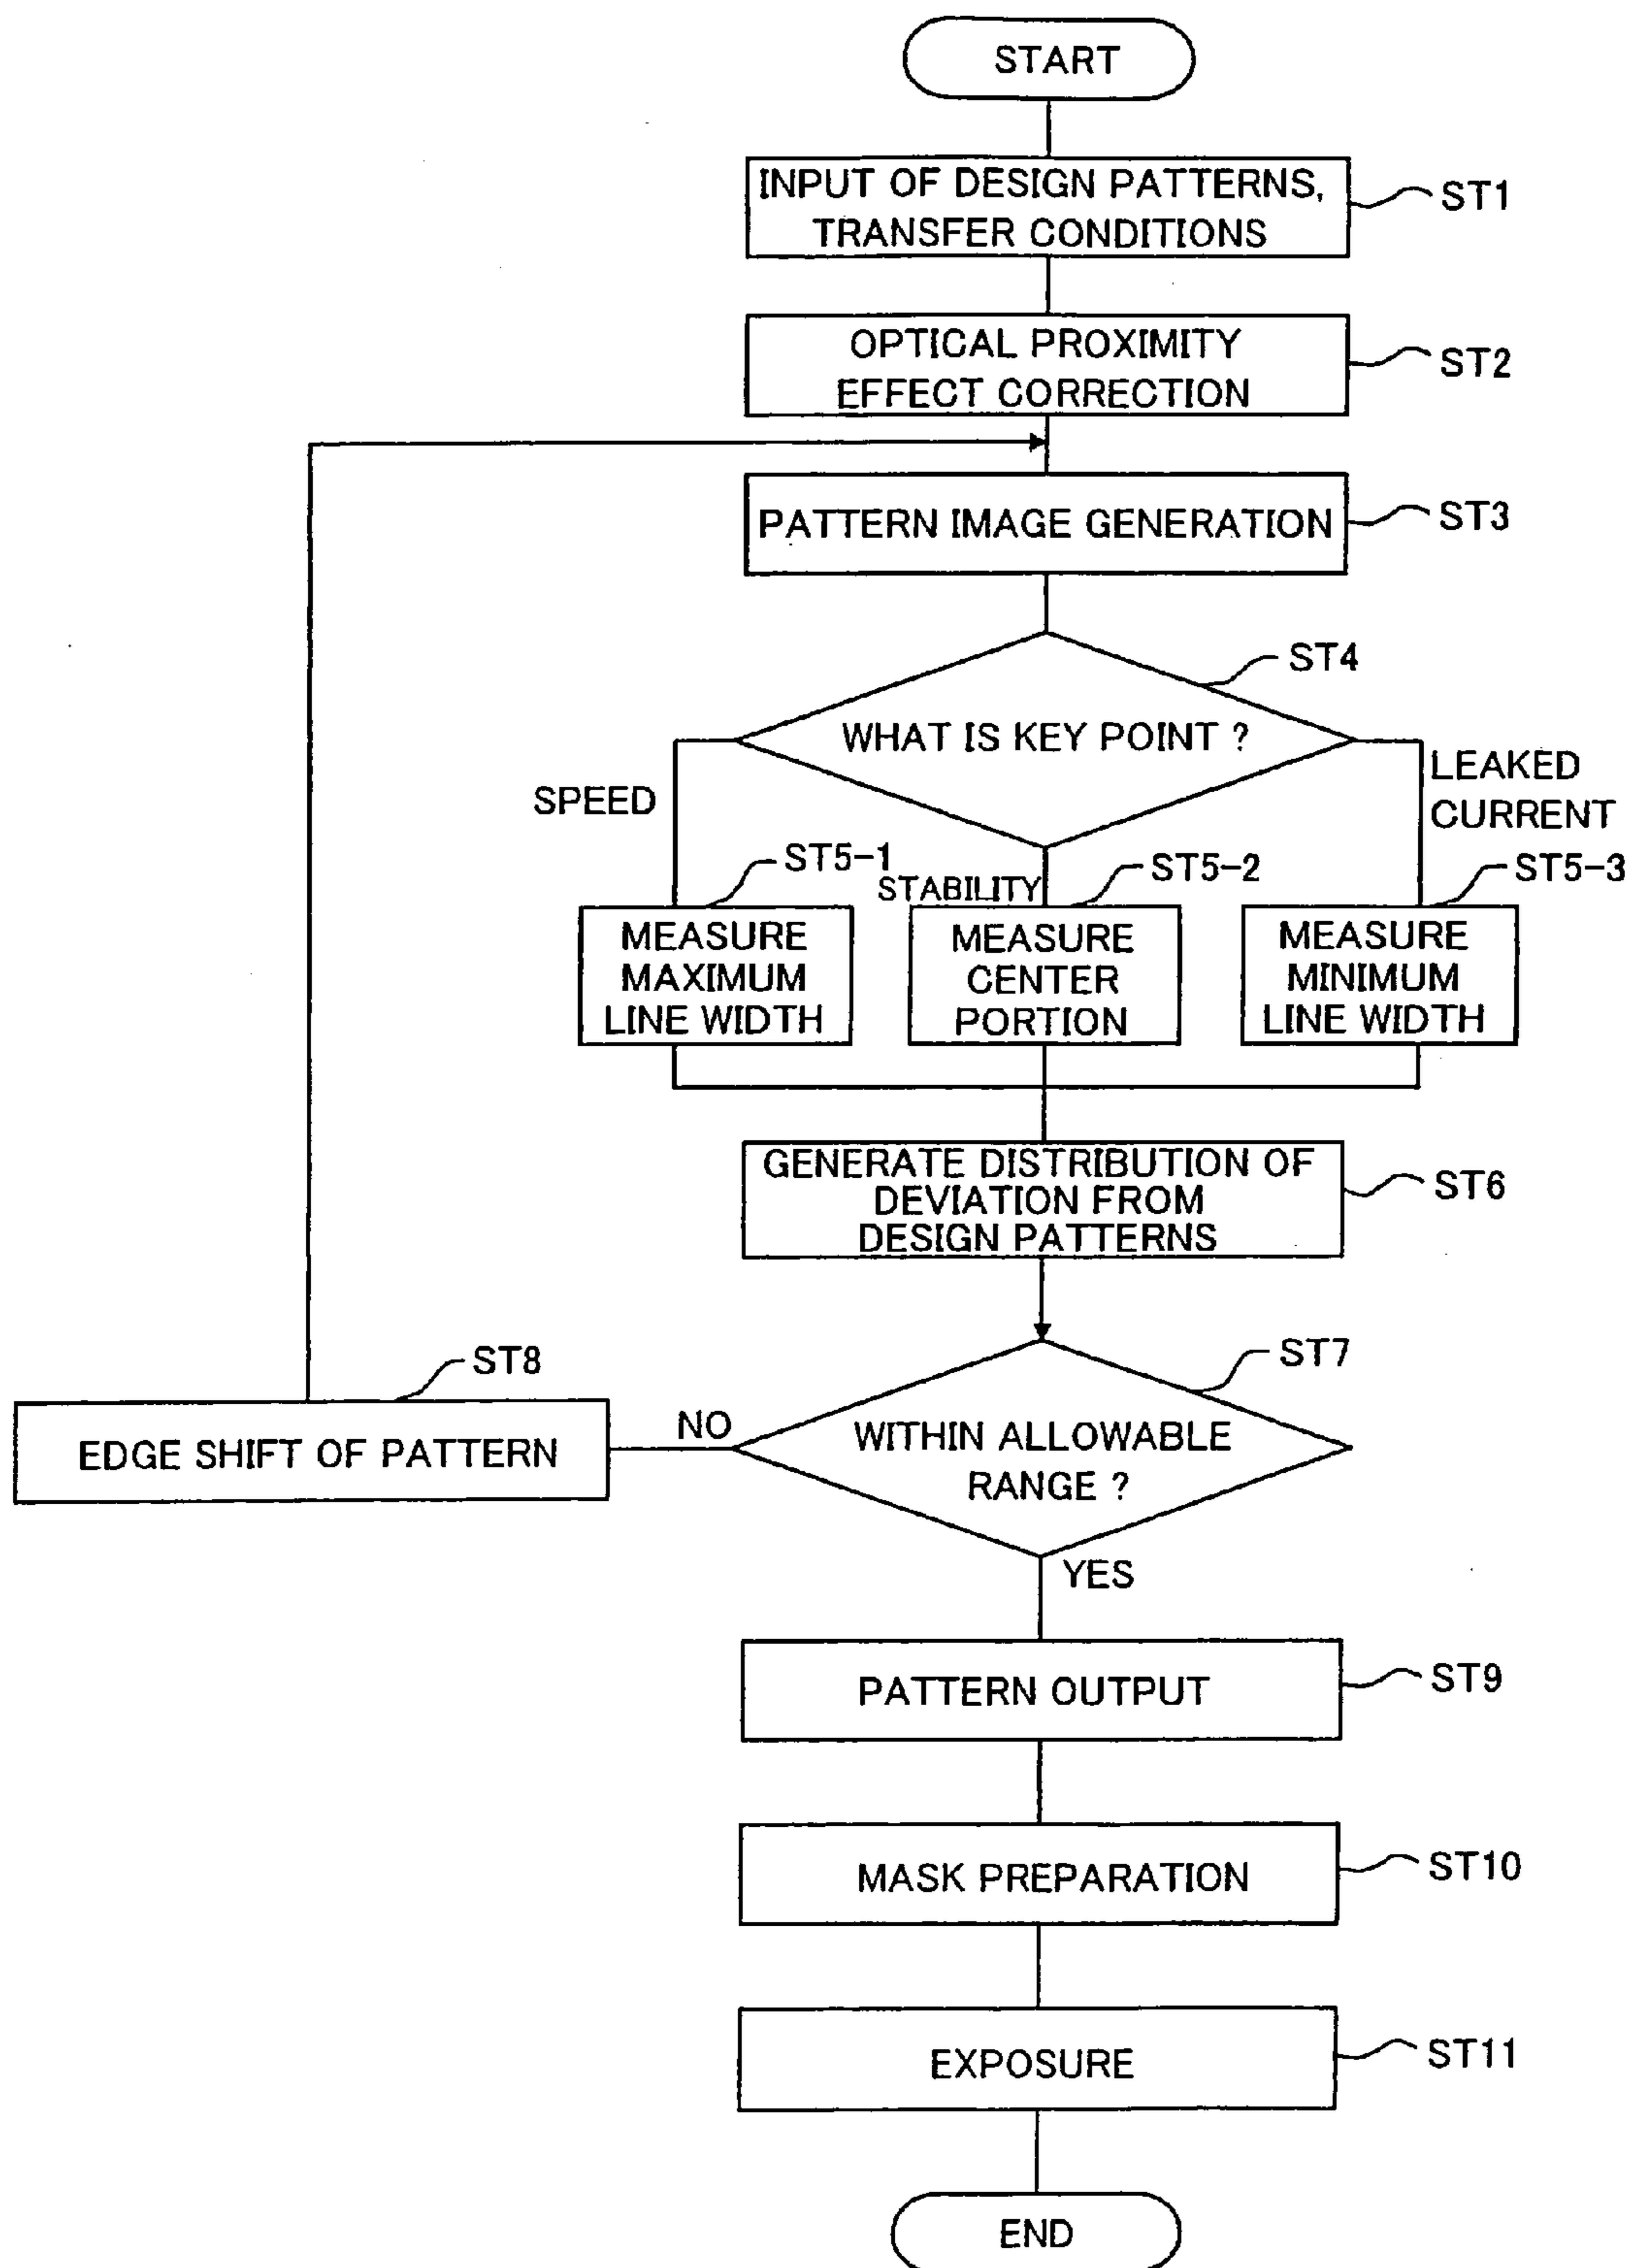 START
INPUT OF DESIGN PATTERNS,
TRANSFER CONDITIONS
ST1
OPTICAL PROXIMITY
EFFECT CORRECTION
ST2
PATTERN IMAGE GENERATION
ST3
ST4
WHAT IS KEY POINT ?
SPEED
LEAKED
CURRENT
STABILITY
ST5-1
ST5-2
ST5-3
MEASURE
MAXIMUM
LINE WIDTH
MEASURE
CENTER
PORTION
MEASURE
MINIMUM
LINE WIDTH
GENERATE DISTRIBUTION OF
DEVIATION FROM
DESIGN PATTERNS
ST6
ST7
WITHIN ALLOWABLE
RANGE ?
NO
ST8
EDGE SHIFT OF PATTERN
YES
PATTERN OUTPUT
ST9
MASK PREPARATION
ST10
EXPOSURE
ST11
END